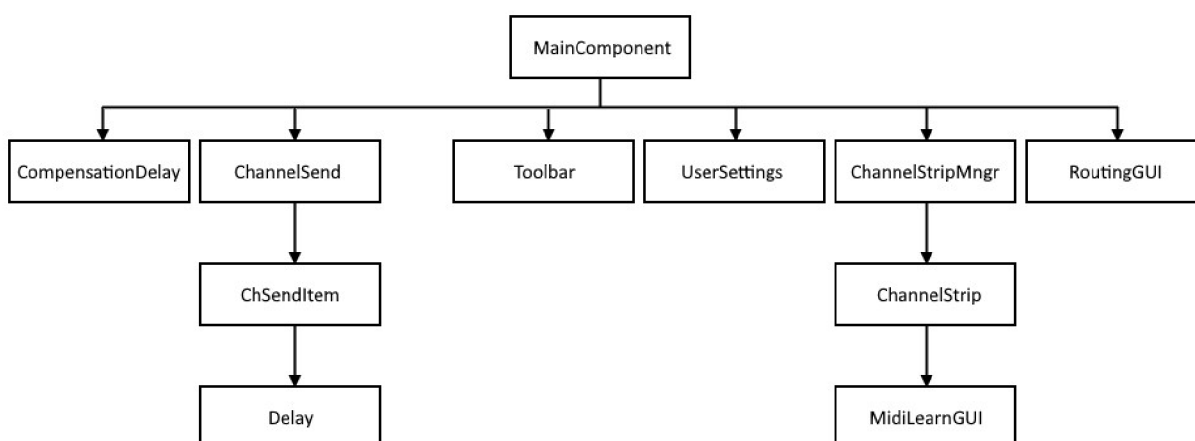 MainComponent
CompensationDelay
ChannelSend
Toolbar
UserSettings
ChannelStripMngr
RoutingGUI
ChSendItem
ChannelStrip
Delay
MidiLearnGUI